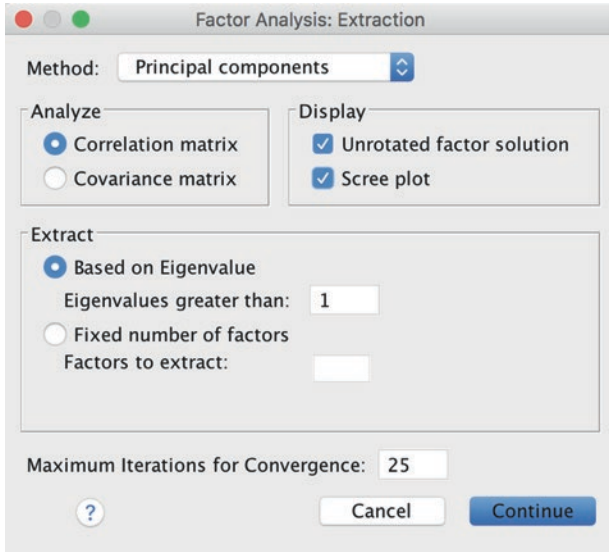 Factor Analysis: Extraction
Method: Principal components
Analyze
Correlation matrix
Covariance matrix
Display
Unrotated factor solution
Scree plot
Extract
Based on Eigenvalue
Eigenvalues greater than: 1
Fixed number of factors
Factors to extract:
Maximum Iterations for Convergence: 25
? Cancel Continue